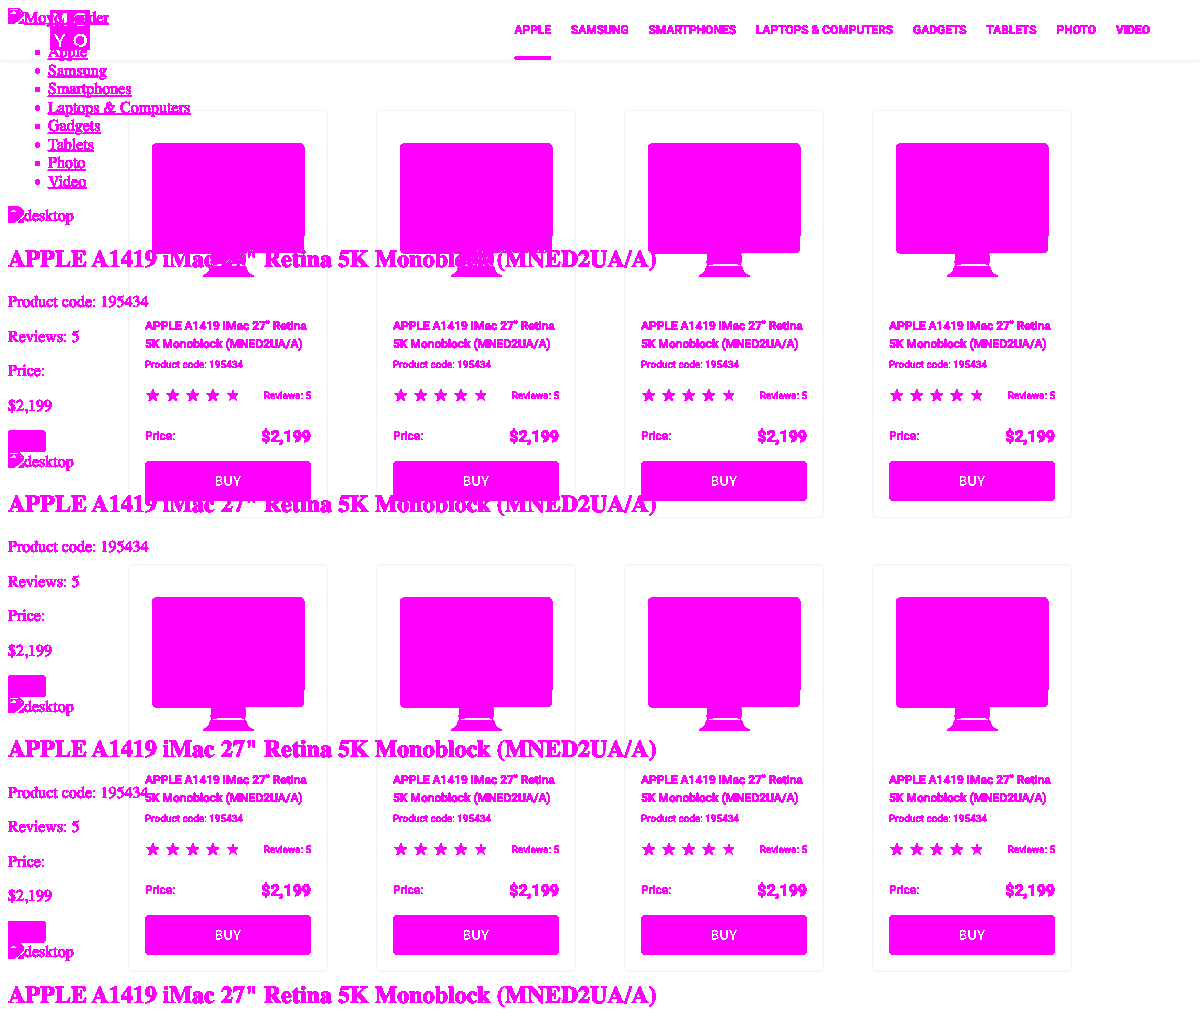 Moyo header
Y O
APPLE SAMSUNG SMARTPHONES LAPTOPS & COMPUTERS GADGETS TABLETS PHOTO VIDEO
Apple
Samsung
Smartphones
Laptops & Computers
Gadgets
Tablets
Photo
Video
desktop
APPLE A1419 iMac 27" Retina 5K Monoblock (MNED2UA/A)
Product code: 195434
APPLE A1419 iMac 27" Retina APPLE A1419 iMac 27" Retina APPLE A1419 iMac 27" Retina APPLE A1419 iMac 27" Retina
Reviews: 5
5K Monoblock (MNED2UA/A) 5K Monoblock (MNED2UA/A) 5K Monoblock (MNED2UA/A) 5K Monoblock (MNED2UA/A)
Product code: 195434 Product code: 195434 Product code: 195434 Product code: 195434
Price:
Reviews: 5 Reviews: 5 Reviews: 5 Reviews: 5
$2,199
Price: $2,199 Price: $2,199 Price: $2,199 Price: $2,199
desktop
BUY BUY BUY BUY
APPLE A1419 iMac 27" Retina 5K Monoblock (MNED2UA/A)
Product code: 195434
Reviews: 5
Price:
$2,199
desktop
APPLE A1419 iMac 27" Retina 5K Monoblock (MNED2UA/A)
APPLE A1419 iMac 27" Retina APPLE A1419 iMac 27" Retina APPLE A1419 iMac 27" Retina APPLE A1419 iMac 27" Retina
Product code: 195434
5K Monoblock (MNED2UA/A) 5K Monoblock (MNED2UA/A) 5K Monoblock (MNED2UA/A) 5K Monoblock (MNED2UA/A)
Product code: 195434 Product code: 195434 Product code: 195434 Product code: 195434
Reviews: 5
Reviews: 5 Reviews: 5 Reviews: 5 Reviews: 5
Price:
Price: $2,199 Price: $2,199 Price: $2,199 Price: $2,199
$2,199
BUY BUY BUY BUY
desktop
APPLE A1419 iMac 27" Retina 5K Monoblock (MNED2UA/A)